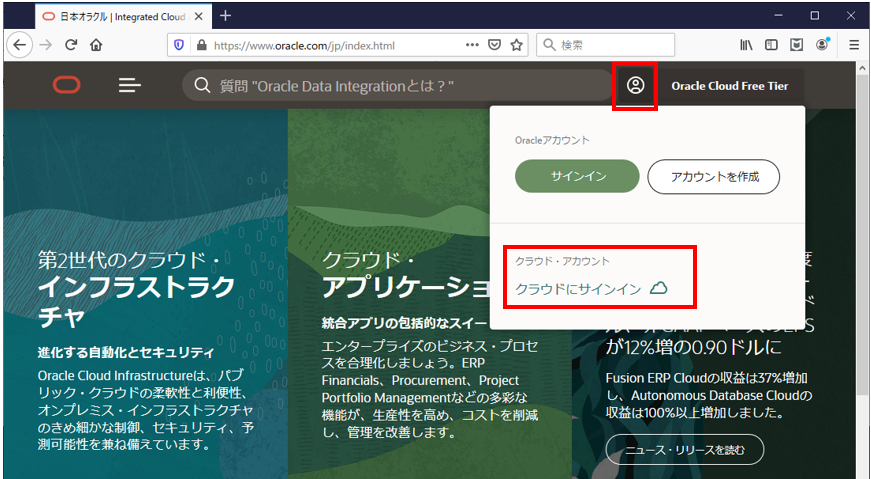 日本オラクル | Integrated Cloud
https://www.oracle.com/jp/index.html
検索
質問 "Oracle Data Integrationとは？"
Oracle Cloud Free Tier
Oracleアカウント
サインイン
アカウントを作成
クラウド・アカウント
クラウドにサインイン
第2世代のクラウド・
インフラストラク
チャ
進化する自動化とセキュリティ
Oracle Cloud Infrastructureは、パブ
リック・クラウドの柔軟性と利便性、
オンプレミス・インフラストラクチャ
のきめ細かな制御、セキュリティ、予
測可能性を兼ね備えています。
クラウド・
アプリケーショ
統合アプリの包括的なスイー
エンタープライズのビジネス・プロセ
スを合理化しましょう。ERP
Financials、Procurement、Project
Portfolio Managementなどの多彩な
機能が、生産性を高め、コストを削減
し、管理を改善します。
度
が12%増の0.90ドルに
Fusion ERP Cloudの収益は37%増加
し、Autonomous Database Cloudの
収益は100%以上増加しました。
ニュース・リリースを読む